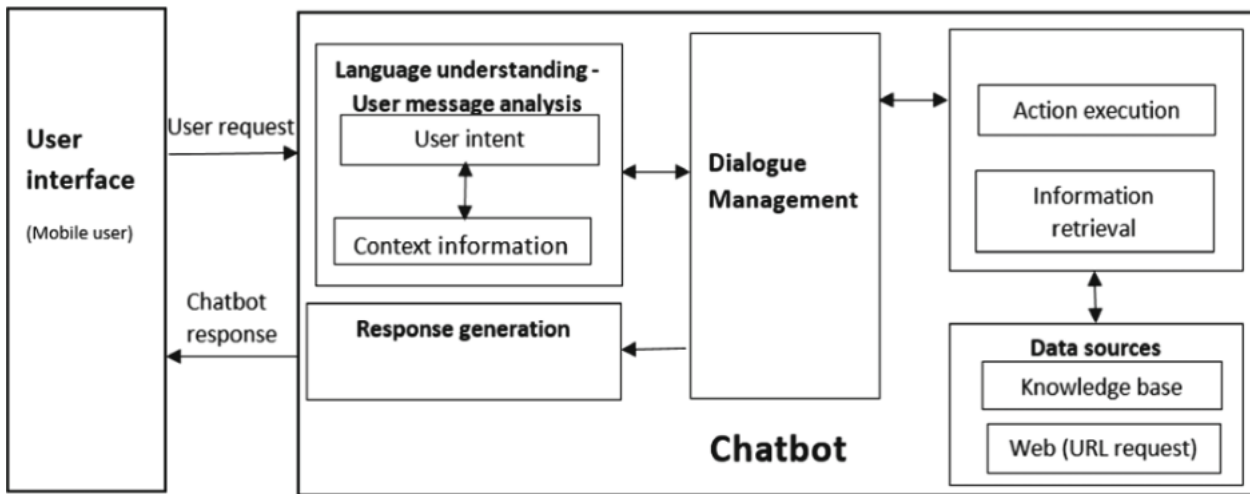 User
interface
(Mobile user)
User request
Chatbot
response
Language understanding -
User message analysis
User intent
Context information
Response generation
Dialogue
Management
Action execution
Information
retrieval
Data sources
Knowledge base
Web (URL request)
Chatbot